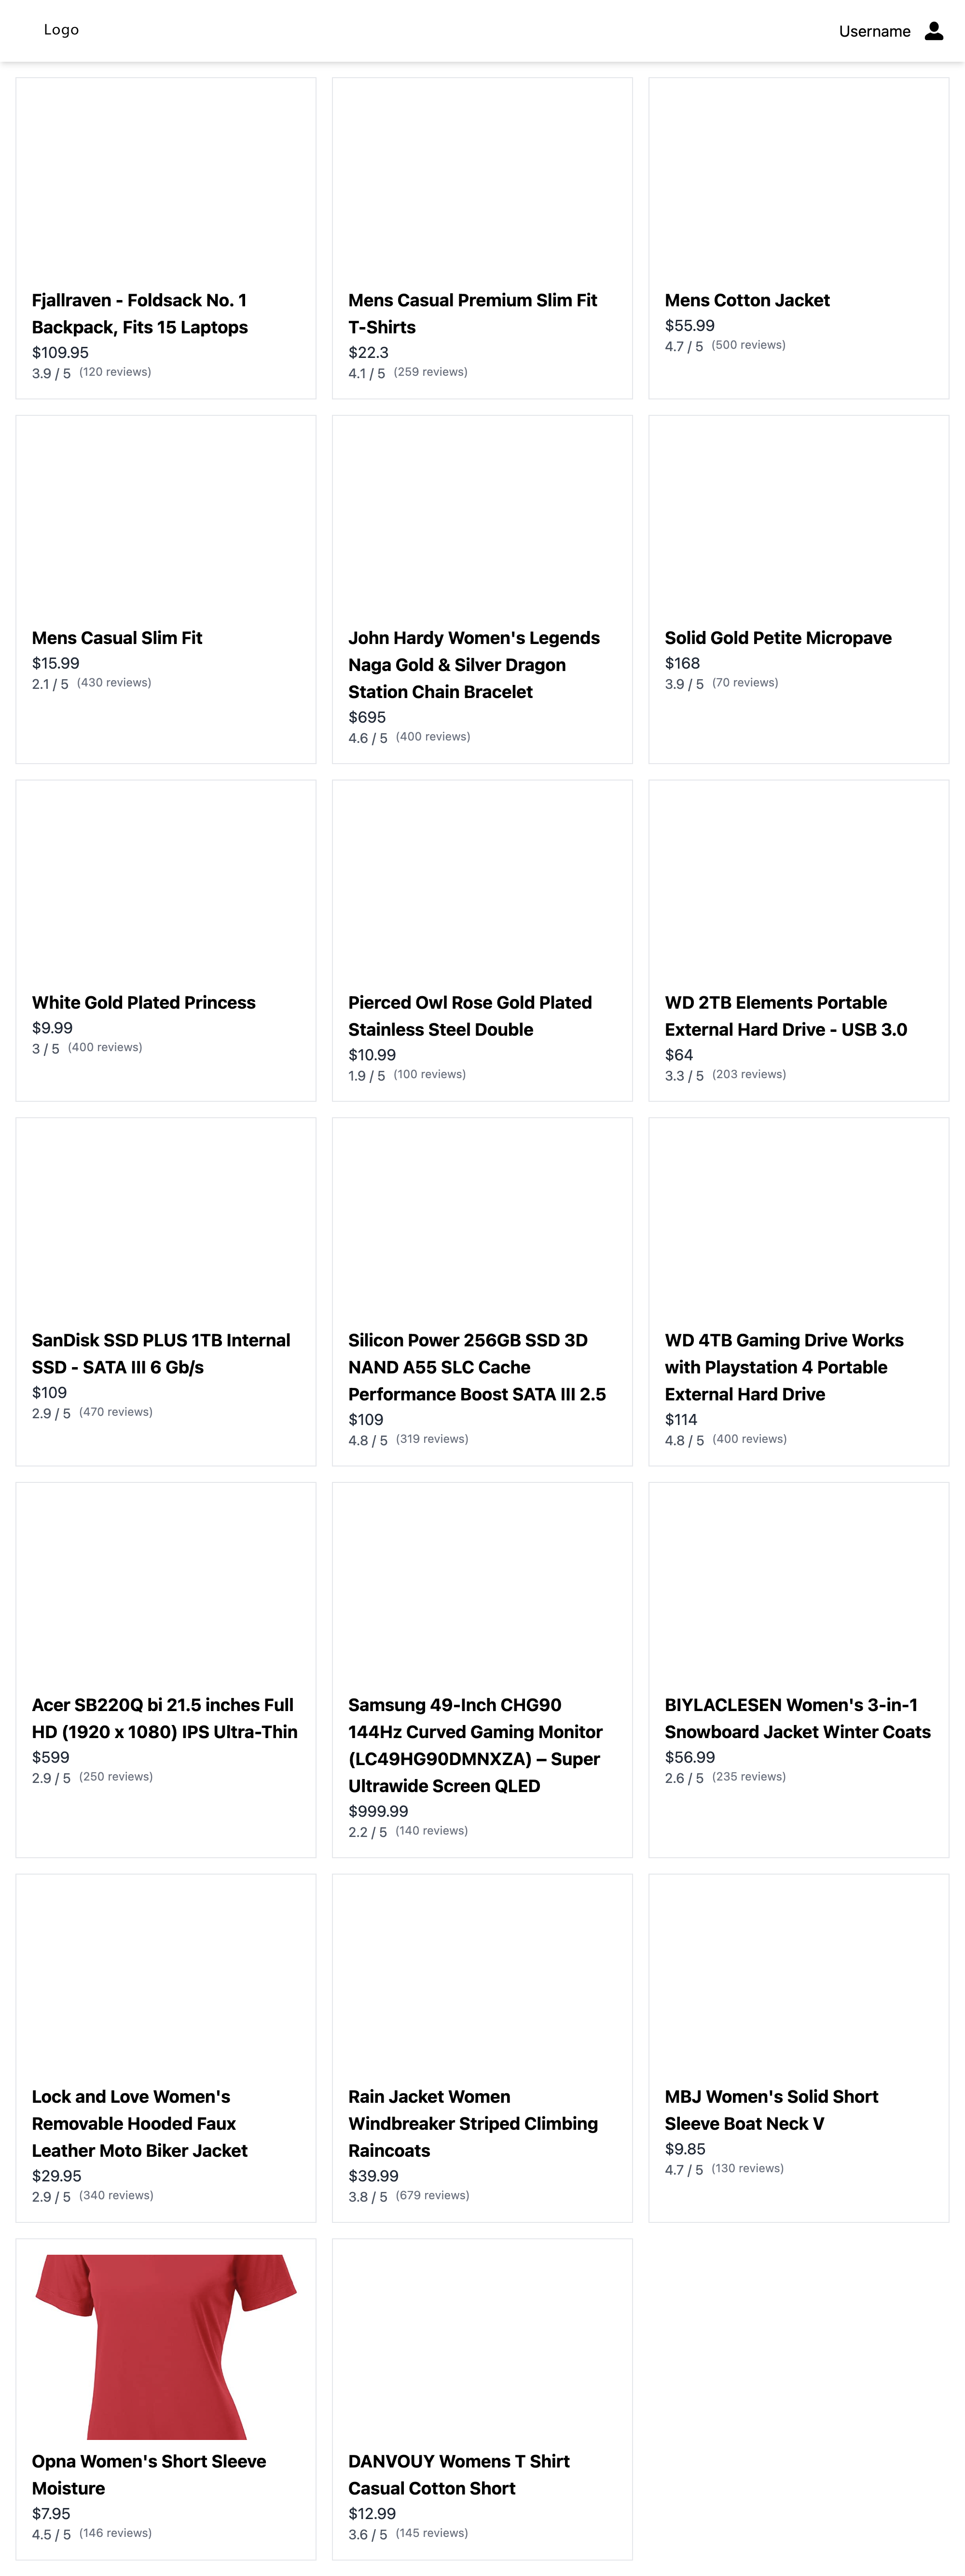 Logo
Username
Fjallraven - Foldsack No. 1
Backpack, Fits 15 Laptops
$109.95
3.9 / 5 (120 reviews)
Mens Casual Premium Slim Fit
T-Shirts
$22.3
4.1 / 5 (259 reviews)
Mens Cotton Jacket
$55.99
4.7 / 5 (500 reviews)
Mens Casual Slim Fit
$15.99
2.1 / 5 (430 reviews)
John Hardy Women's Legends
Naga Gold & Silver Dragon
Station Chain Bracelet
$695
4.6 / 5 (400 reviews)
Solid Gold Petite Micropave
$168
3.9 / 5 (70 reviews)
White Gold Plated Princess
$9.99
3 / 5 (400 reviews)
Pierced Owl Rose Gold Plated
Stainless Steel Double
$10.99
1.9 / 5 (100 reviews)
WD 2TB Elements Portable
External Hard Drive - USB 3.0
$64
3.3 / 5 (203 reviews)
SanDisk SSD PLUS 1TB Internal
SSD - SATA III 6 Gb/s
$109
2.9 / 5 (470 reviews)
Silicon Power 256GB SSD 3D
NAND A55 SLC Cache
Performance Boost SATA III 2.5
$109
4.8 / 5 (319 reviews)
WD 4TB Gaming Drive Works
with Playstation 4 Portable
External Hard Drive
$114
4.8 / 5 (400 reviews)
Acer SB220Q bi 21.5 inches Full
HD (1920 x 1080) IPS Ultra-Thin
$599
2.9 / 5 (250 reviews)
Samsung 49-Inch CHG90
144Hz Curved Gaming Monitor
(LC49HG90DMNXZA) – Super
Ultrawide Screen QLED
$999.99
2.2 / 5 (140 reviews)
BIYLACLESEN Women's 3-in-1
Snowboard Jacket Winter Coats
$56.99
2.6 / 5 (235 reviews)
Lock and Love Women's
Removable Hooded Faux
Leather Moto Biker Jacket
$29.95
2.9 / 5 (340 reviews)
Rain Jacket Women
Windbreaker Striped Climbing
Raincoats
$39.99
3.8 / 5 (679 reviews)
MBJ Women's Solid Short
Sleeve Boat Neck V
$9.85
4.7 / 5 (130 reviews)
Opna Women's Short Sleeve
Moisture
$7.95
4.5 / 5 (146 reviews)
DANVOUY Womens T Shirt
Casual Cotton Short
$12.99
3.6 / 5 (145 reviews)